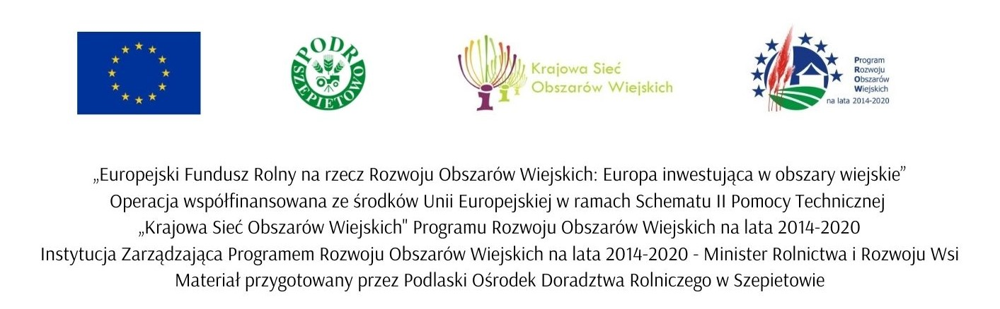 PODR
SZEPIETOWO
Krajowa Sieć
Obszarów Wiejskich
Program
Rozwoju
Obszarów
Wiejskich
na lata 2014-2020
„Europejski Fundusz Rolny na rzecz Rozwoju Obszarów Wiejskich: Europa inwestująca w obszary wiejskie”
Operacja współfinansowana ze środków Unii Europejskiej w ramach Schematu II Pomocy Technicznej
„Krajowa Sieć Obszarów Wiejskich" Programu Rozwoju Obszarów Wiejskich na lata 2014-2020
Instytucja Zarządzająca Programem Rozwoju Obszarów Wiejskich na lata 2014-2020 - Minister Rolnictwa i Rozwoju Wsi
Materiał przygotowany przez Podlaski Ośrodek Doradztwa Rolniczego w Szepietowie